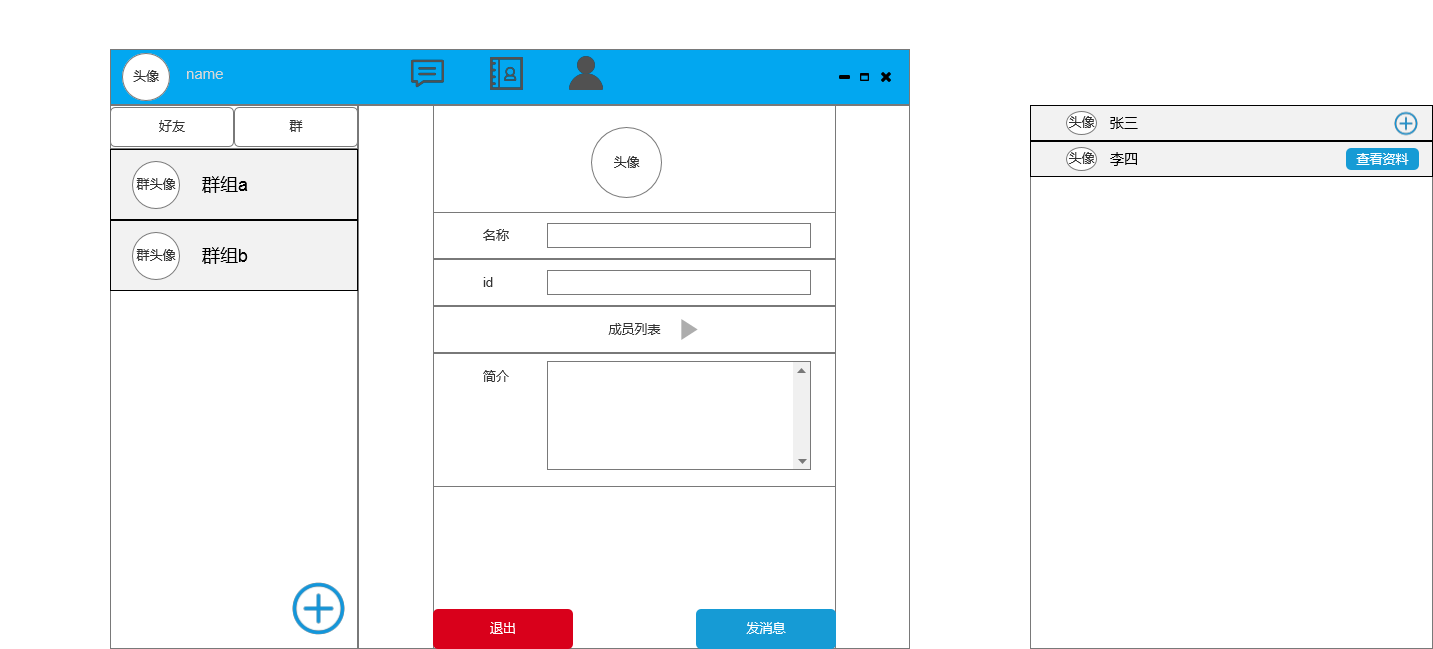 头像 name
好友 群
群头像 群组a
群头像 群组b
头像
名称
id
成员列表
简介
退出 发消息
头像 张三
头像 李四 查看资料